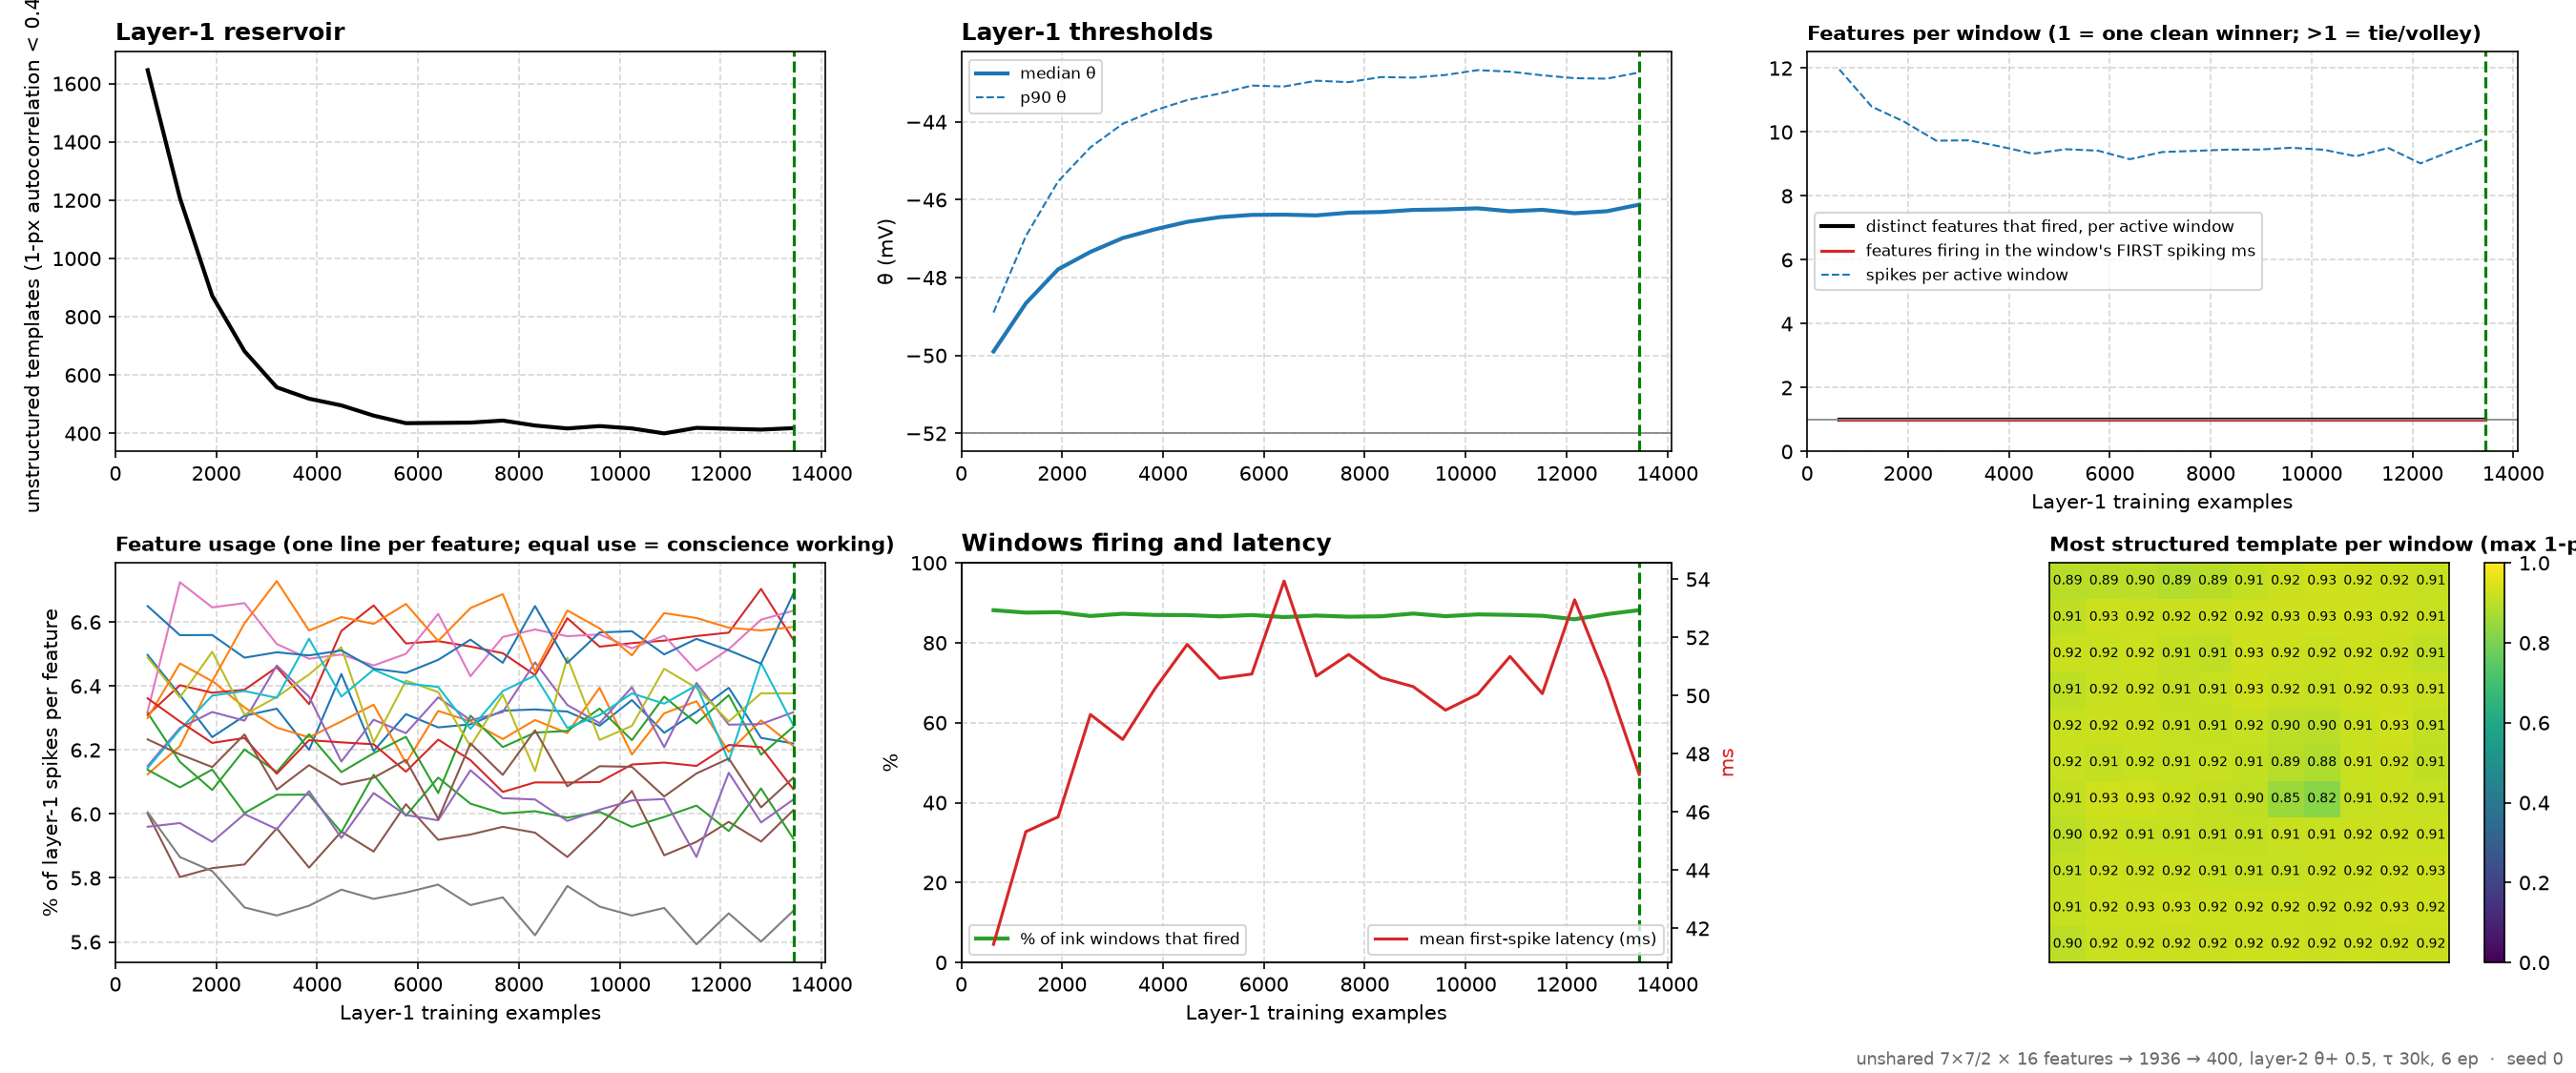 Layer-1 reservoir
unstructured templates (1-px autocorrelation < 0.4
1600
1400
1200
1000
800
600
400
0 2000 4000 6000 8000 10000 12000 14000
Layer-1 thresholds
θ (mV)
median θ
p90 θ
−44
−46
−48
−50
−52
0 2000 4000 6000 8000 10000 12000 14000
Features per window (1 = one clean winner; >1 = tie/volley)
12
10
8
6
4
2
0
distinct features that fired, per active window
features firing in the window's FIRST spiking ms
spikes per active window
0 2000 4000 6000 8000 10000 12000 14000
Layer-1 training examples
Feature usage (one line per feature; equal use = conscience working)
% of layer-1 spikes per feature
6.6
6.4
6.2
6.0
5.8
5.6
0 2000 4000 6000 8000 10000 12000 14000
Layer-1 training examples
Windows firing and latency
%
100
80
60
40
20
0
54
52
50
48
46
44
42
ms
% of ink windows that fired
mean first-spike latency (ms)
0 2000 4000 6000 8000 10000 12000 14000
Layer-1 training examples
Most structured template per window (max 1-p
0.89 0.89 0.90 0.89 0.89 0.91 0.92 0.93 0.92 0.92 0.91
0.91 0.93 0.92 0.92 0.92 0.92 0.93 0.93 0.93 0.92 0.91
0.92 0.92 0.92 0.91 0.91 0.93 0.92 0.92 0.92 0.92 0.91
0.91 0.92 0.92 0.91 0.91 0.93 0.92 0.91 0.92 0.93 0.91
0.92 0.92 0.92 0.91 0.91 0.92 0.90 0.90 0.91 0.93 0.91
0.92 0.91 0.92 0.91 0.92 0.91 0.89 0.88 0.91 0.92 0.91
0.91 0.93 0.93 0.92 0.91 0.90 0.85 0.82 0.91 0.92 0.91
0.90 0.92 0.91 0.91 0.91 0.91 0.91 0.91 0.92 0.92 0.91
0.91 0.92 0.92 0.92 0.91 0.91 0.91 0.92 0.92 0.92 0.93
0.91 0.92 0.93 0.93 0.92 0.92 0.92 0.92 0.92 0.93 0.92
0.90 0.92 0.92 0.92 0.92 0.92 0.92 0.92 0.92 0.92 0.92
1.0
0.8
0.6
0.4
0.2
0.0
unshared 7×7/2 × 16 features → 1936 → 400, layer-2 θ+ 0.5, τ 30k, 6 ep · seed 0